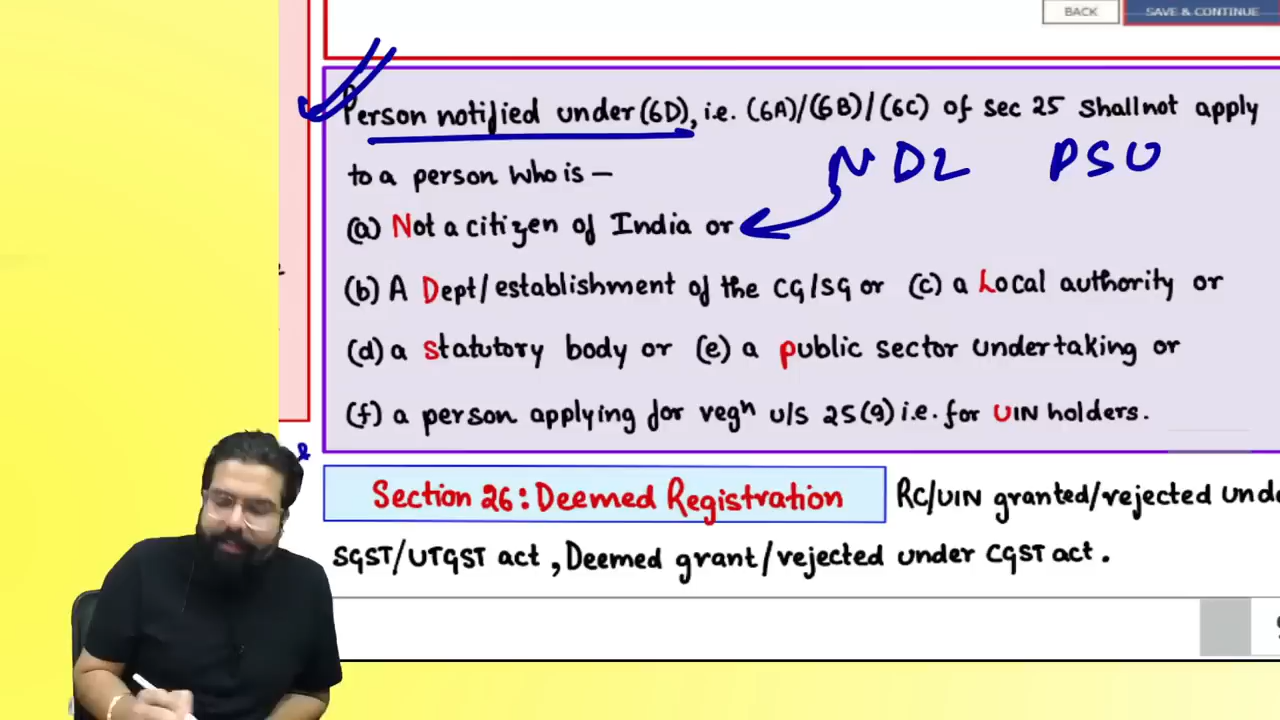 BACK SAVE & CONTINUE
Person notified under (6D), i.e. (6A)/(6B)/(6C) of sec 25 shall not apply
to a person who is – NDL PSU
(a) Not a citizen of India or
(b) A Dept/establishment of the CG/SG or (c) a Local authority or
(d) a statutory body or (e) a public sector undertaking or
(f) a person applying for regn u/s 25(9) i.e. for UIN holders.
Section 26: Deemed Registration RC/UIN granted/rejected
SGST/UTGST act, Deemed grant/rejected under CGST act.